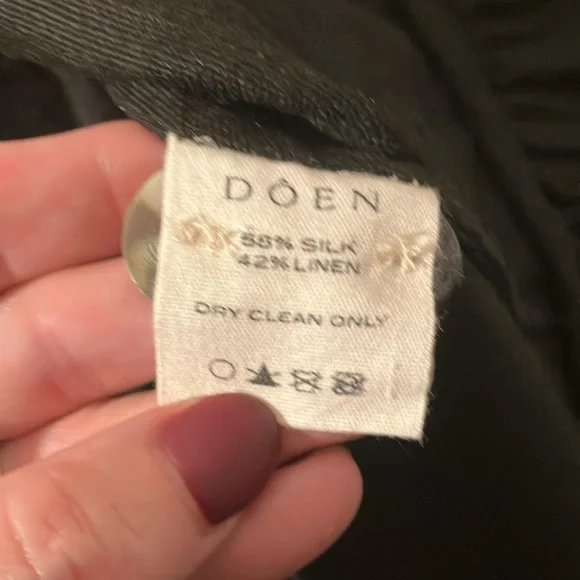 DÔEN
58% SILK
42% LINEN
DRY CLEAN ONLY